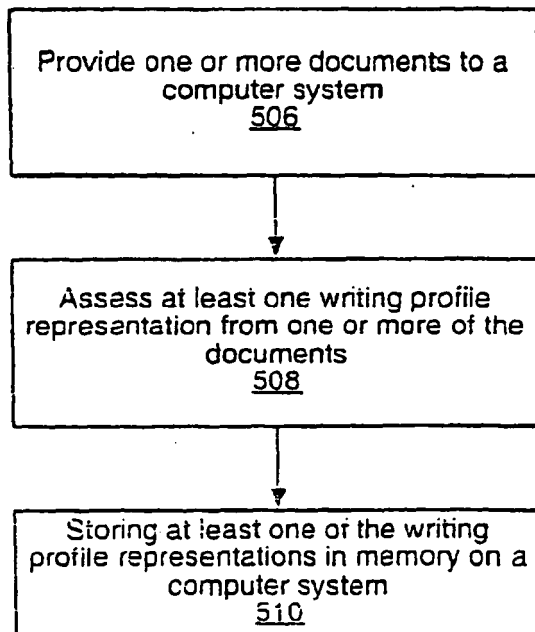 Provide one or more documents to a
computer system
506
Assess at least one writing profile
representation from one or more of the
documents
508
Storing at least one of the writing
profile representations in memory on a
computer system
510